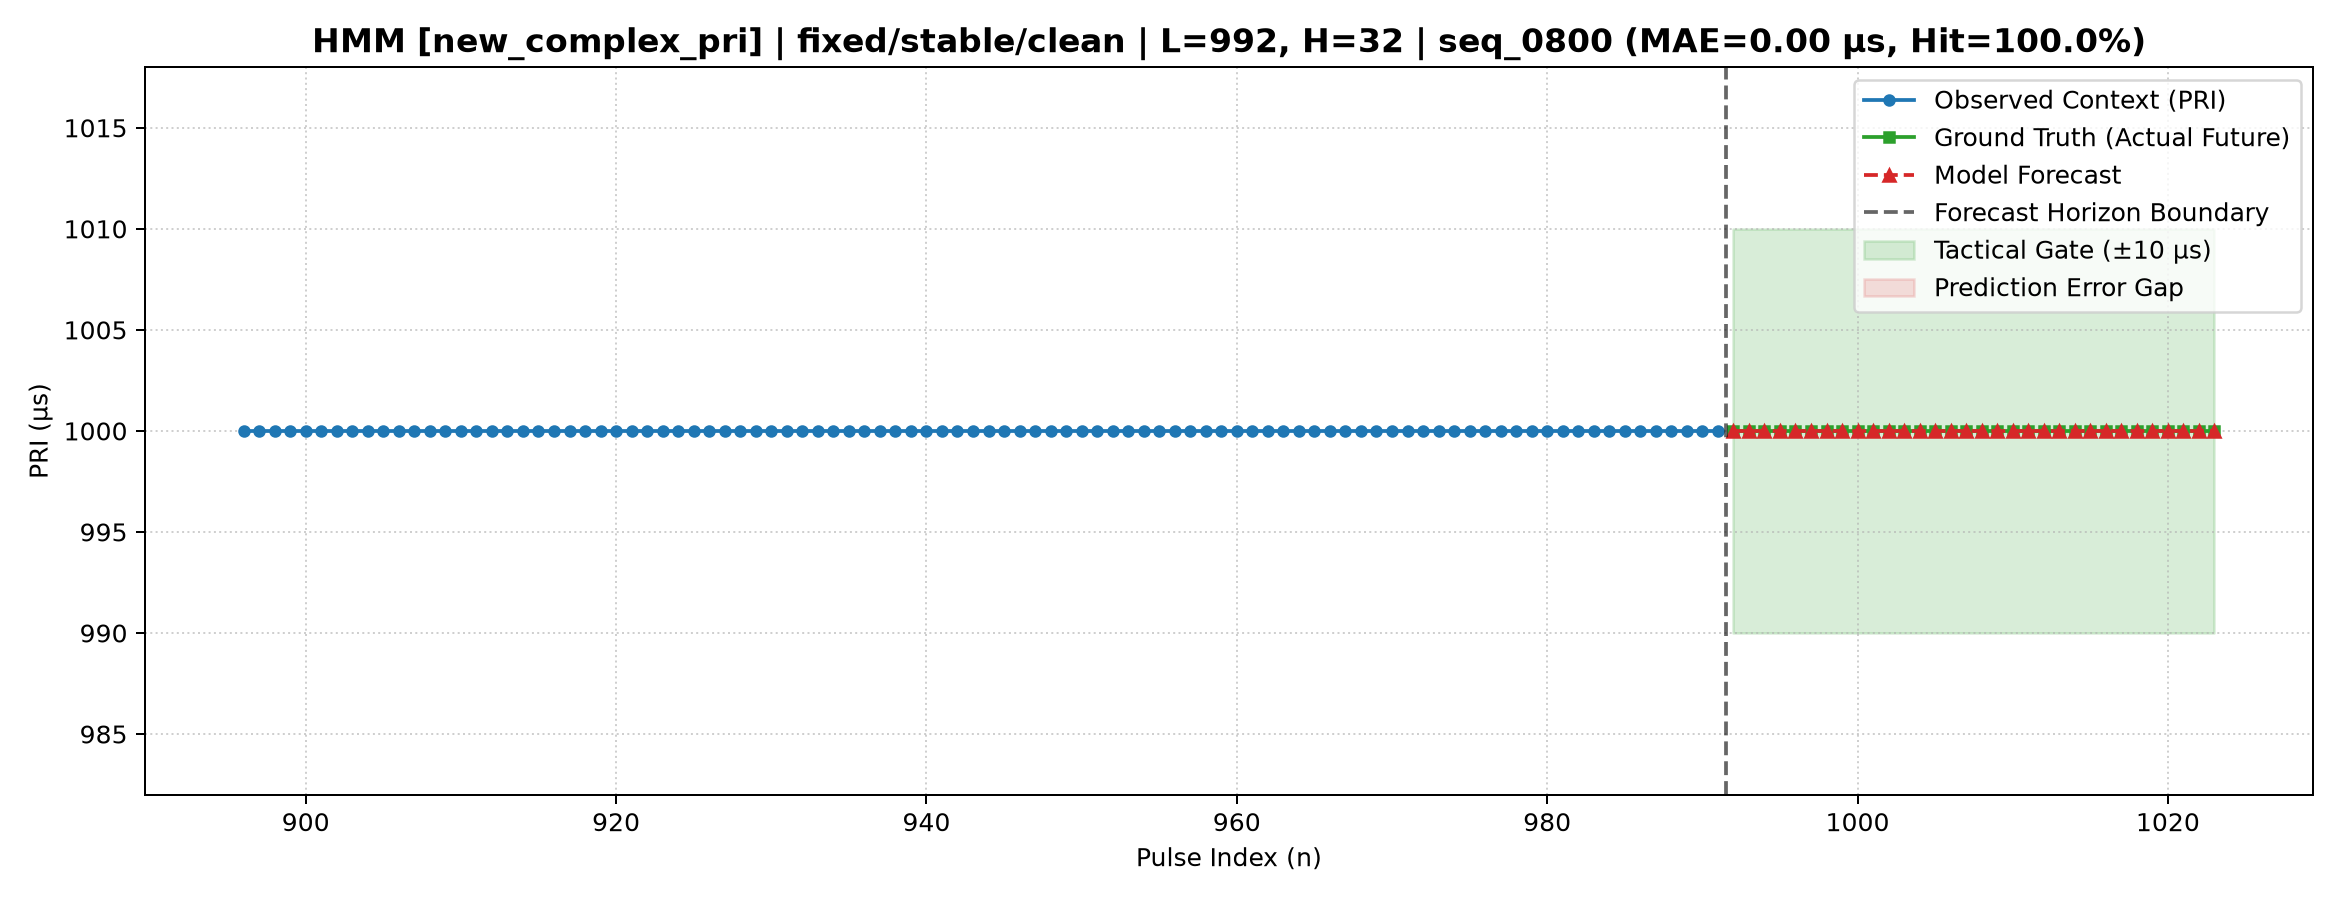 HMM [new_complex_pri] | fixed/stable/clean | L=992, H=32 | seq_0800 (MAE=0.00 µs, Hit=100.0%)
Observed Context (PRI)
Ground Truth (Actual Future)
Model Forecast
Forecast Horizon Boundary
Tactical Gate (±10 µs)
Prediction Error Gap
PRI (µs)
1015
1010
1005
1000
995
990
985
900 920 940 960 980 1000 1020
Pulse Index (n)